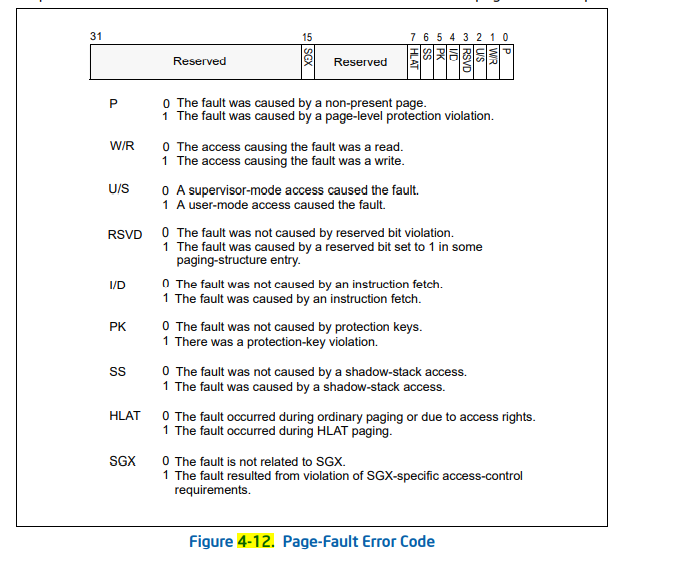 31 15 7 6 5 4 3 2 1 0
Reserved SGX Reserved HLAT SS PK I/D RSVD U/S W/R P
P 0 The fault was caused by a non-present page.
1 The fault was caused by a page-level protection violation.
W/R 0 The access causing the fault was a read.
1 The access causing the fault was a write.
U/S 0 A supervisor-mode access caused the fault.
1 A user-mode access caused the fault.
RSVD 0 The fault was not caused by reserved bit violation.
1 The fault was caused by a reserved bit set to 1 in some
paging-structure entry.
I/D 0 The fault was not caused by an instruction fetch.
1 The fault was caused by an instruction fetch.
PK 0 The fault was not caused by protection keys.
1 There was a protection-key violation.
SS 0 The fault was not caused by a shadow-stack access.
1 The fault was caused by a shadow-stack access.
HLAT 0 The fault occurred during ordinary paging or due to access rights.
1 The fault occurred during HLAT paging.
SGX 0 The fault is not related to SGX.
1 The fault resulted from violation of SGX-specific access-control
requirements.
Figure 4-12. Page-Fault Error Code